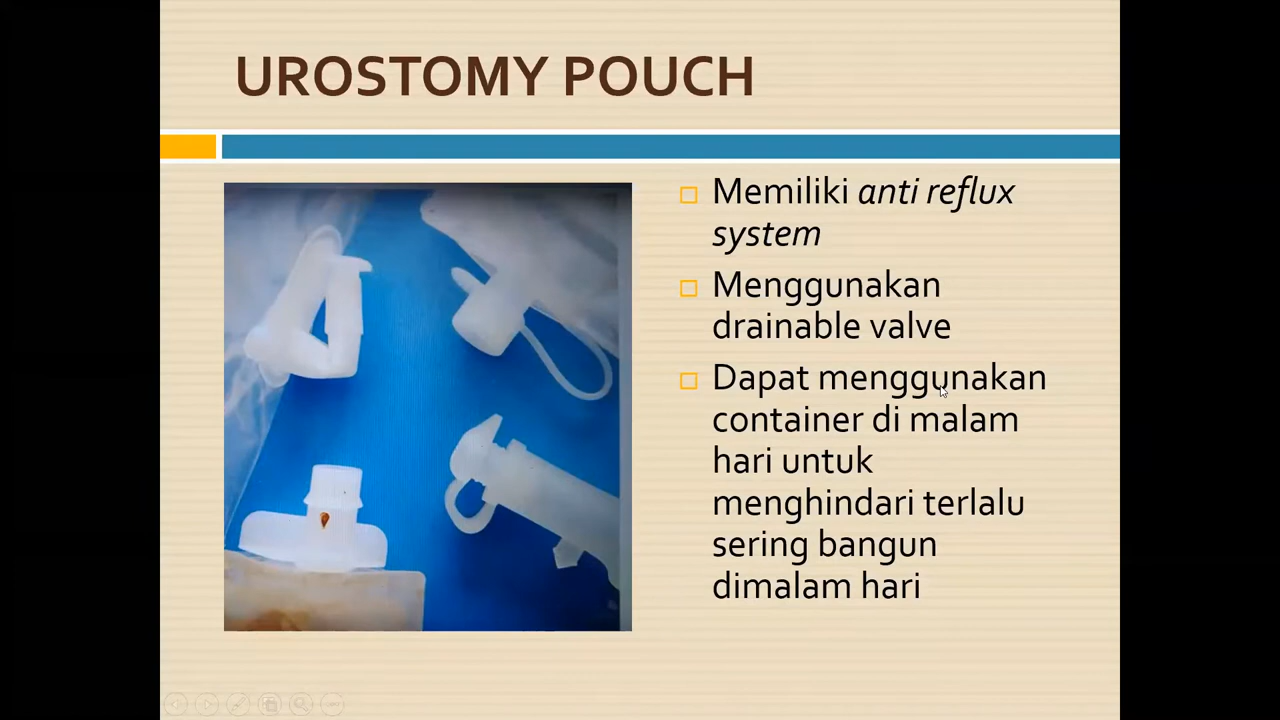 UROSTOMY POUCH
Memiliki anti reflux
system
Menggunakan
drainable valve
Dapat menggunakan
container di malam
hari untuk
menghindari terlalu
sering bangun
dimalam hari